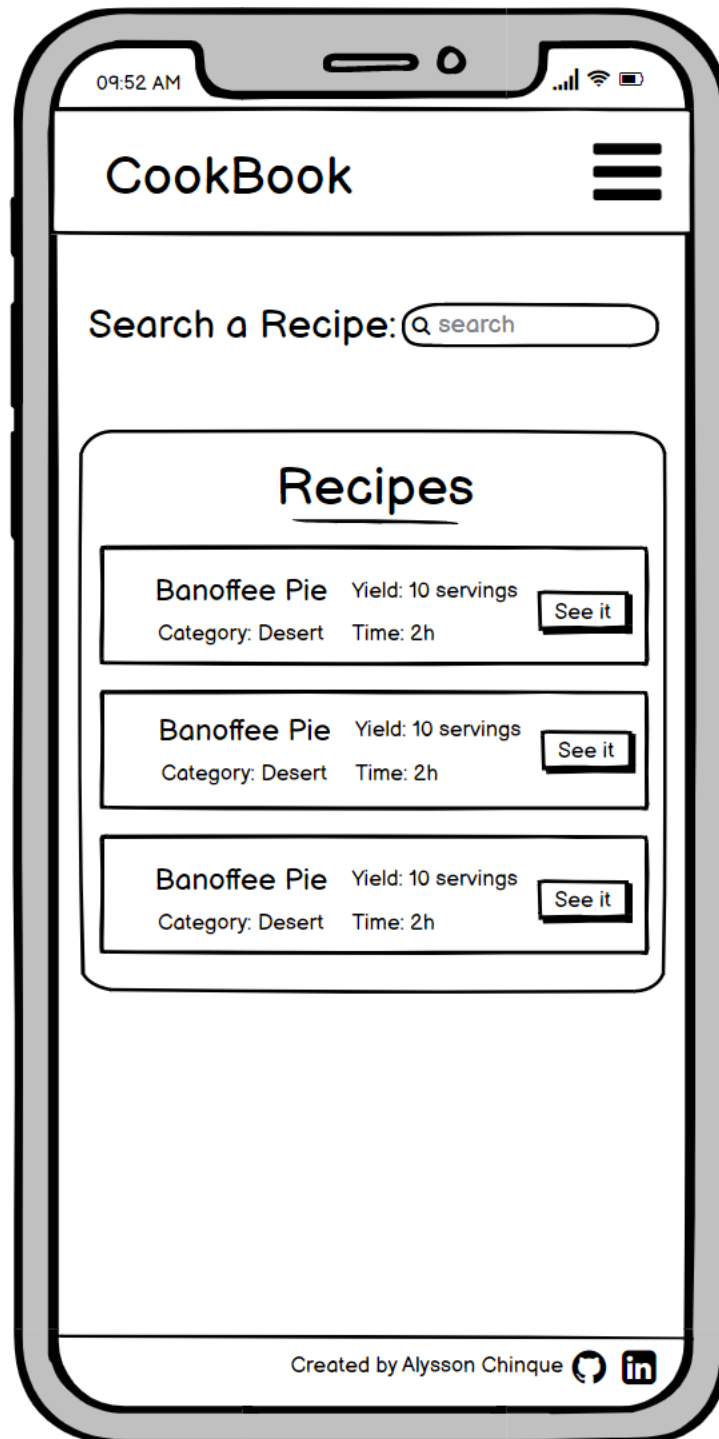 09:52 AM
CookBook
Search a Recipe: search
Recipes
Banoffee Pie Yield: 10 servings
Category: Desert Time: 2h
See it
Banoffee Pie Yield: 10 servings
Category: Desert Time: 2h
See it
Banoffee Pie Yield: 10 servings
Category: Desert Time: 2h
See it
Created by Alysson Chinque in